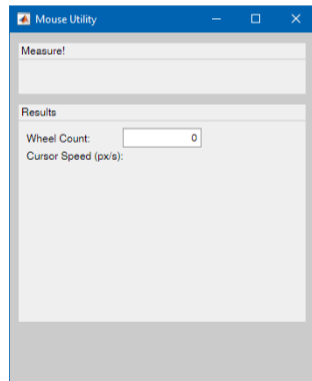 Mouse Utility
Measure!
Results
Wheel Count: 0
Cursor Speed (px/s):